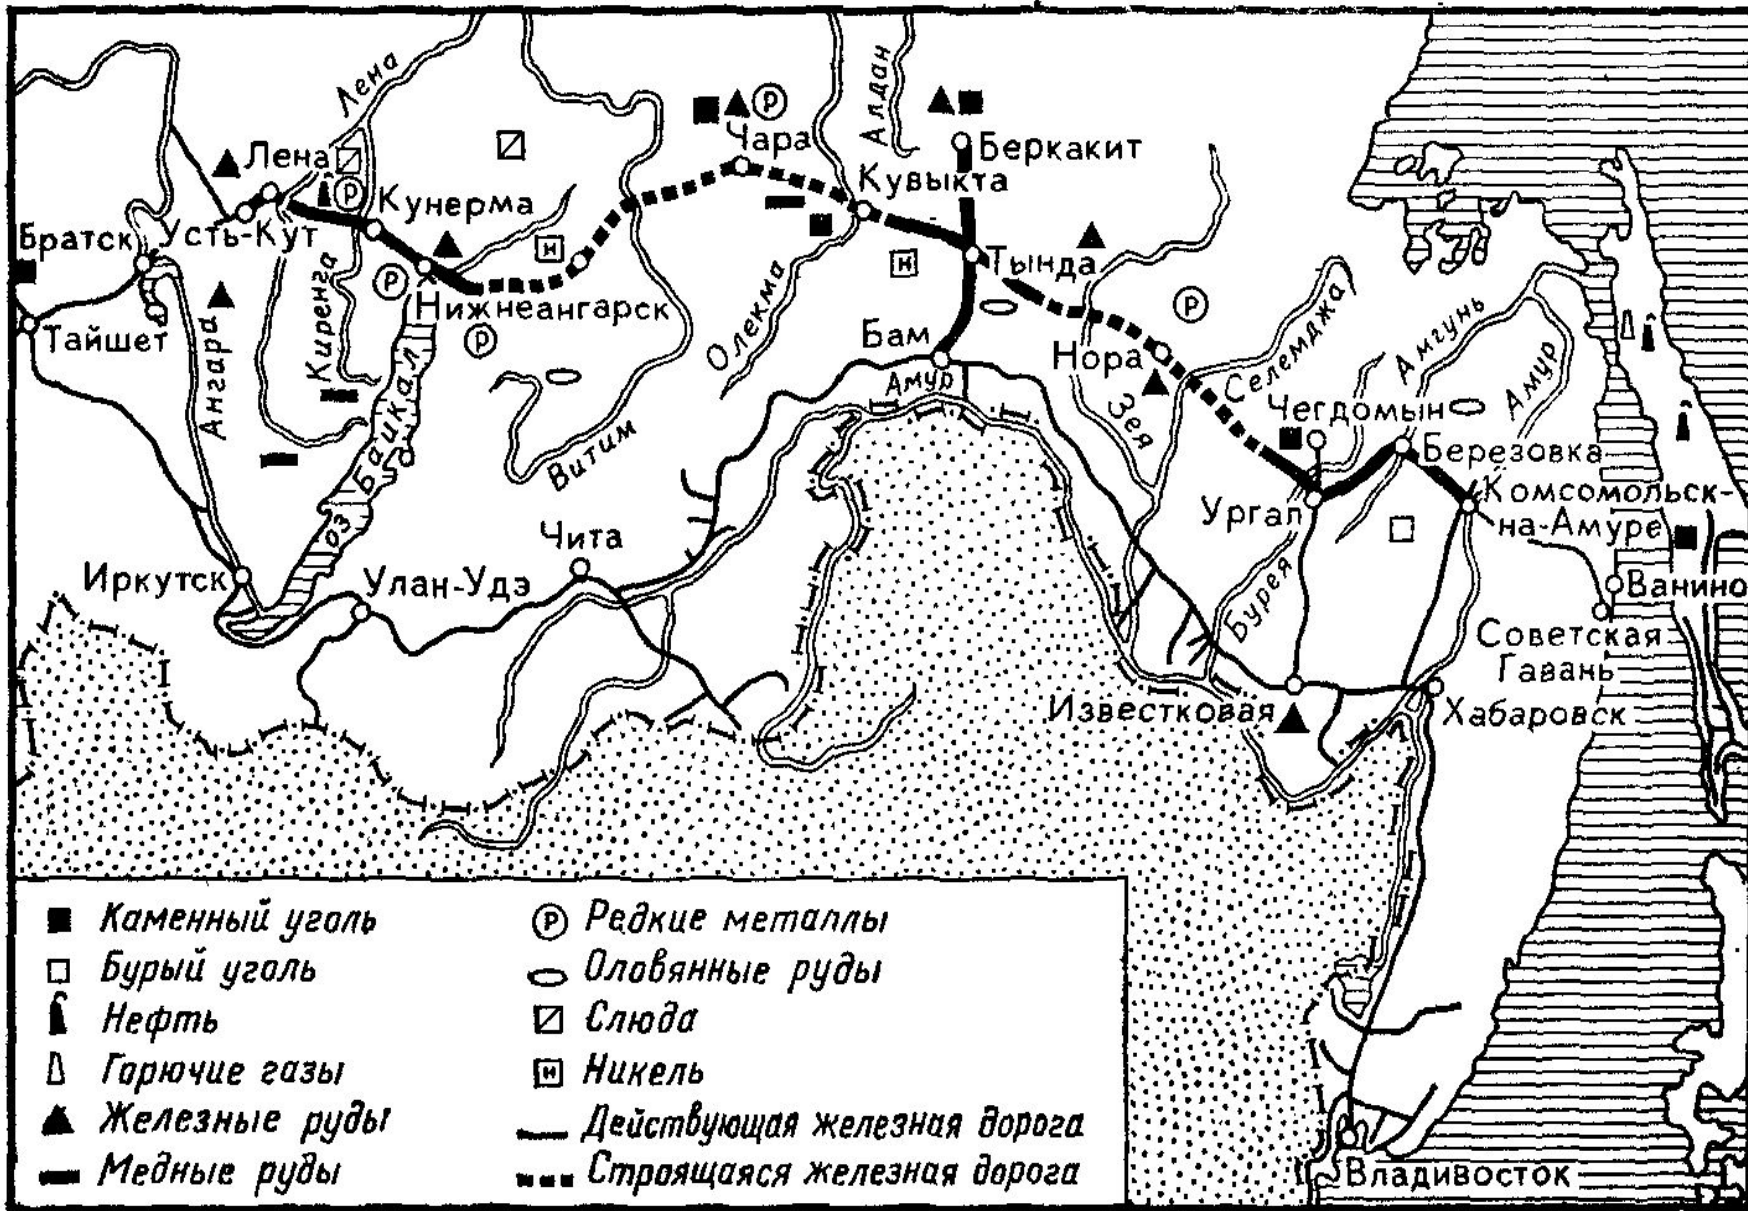 Лена
Алдан
Р
Чара
Беркакит
Лена
Кувыкта
Р
Кунерма
Усть-Кут
Братск
Н
Н
Тында
Р
Нижнеангарск
Р
Р
Тайшет
Ангара
Киренга
Олекма
Бам
Нора
Селемджа
Амгунь
Амур
Амур
Зея
Чегдомын
Березовка
оз Байкал
Витим
Ургал
Комсомольск-
на-Амуре
Чита
Иркутск
Улан-Удэ
Бурея
Ванино
Советская
Гавань
Известковая
Хабаровск
Каменный уголь
Бурый уголь
Нефть
Горючие газы
Железные руды
Медные руды
Р Редкие металлы
Оловянные руды
Слюда
Н Никель
Действующая железная дорога
Строящаяся железная дорога
Владивосток